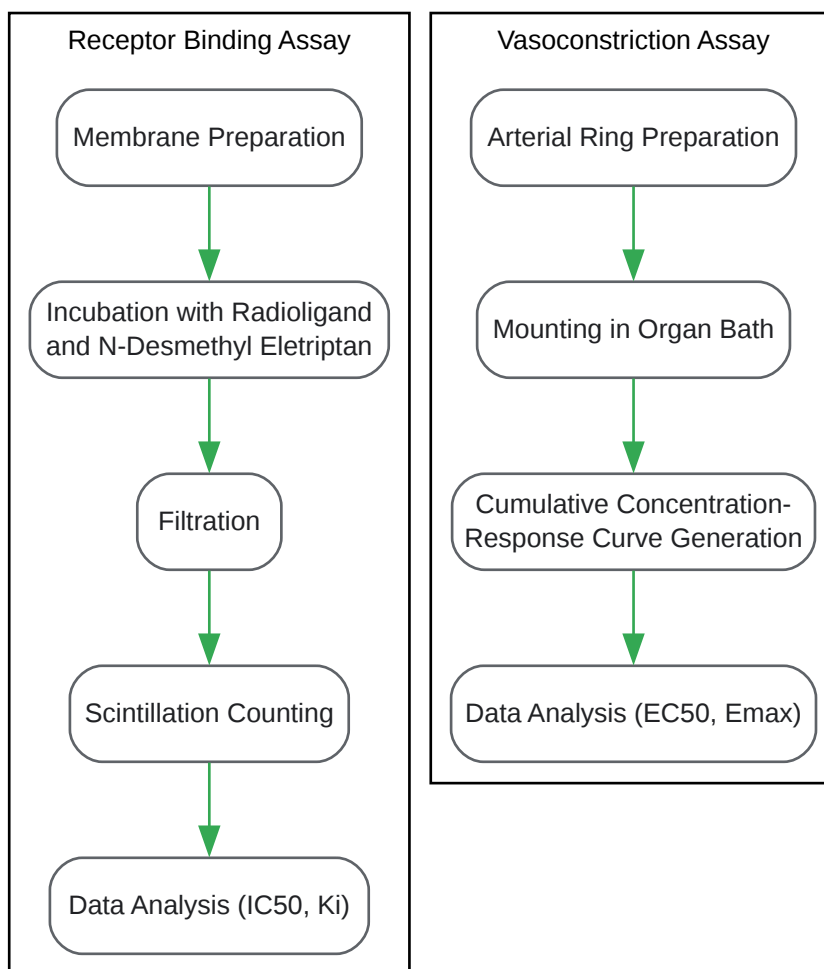 Receptor Binding Assay
Membrane Preparation
Incubation with Radioligand
and N-Desmethyl Eletriptan
Filtration
Scintillation Counting
Data Analysis (IC50, Ki)
Vasoconstriction Assay
Arterial Ring Preparation
Mounting in Organ Bath
Cumulative Concentration-
Response Curve Generation
Data Analysis (EC50, Emax)